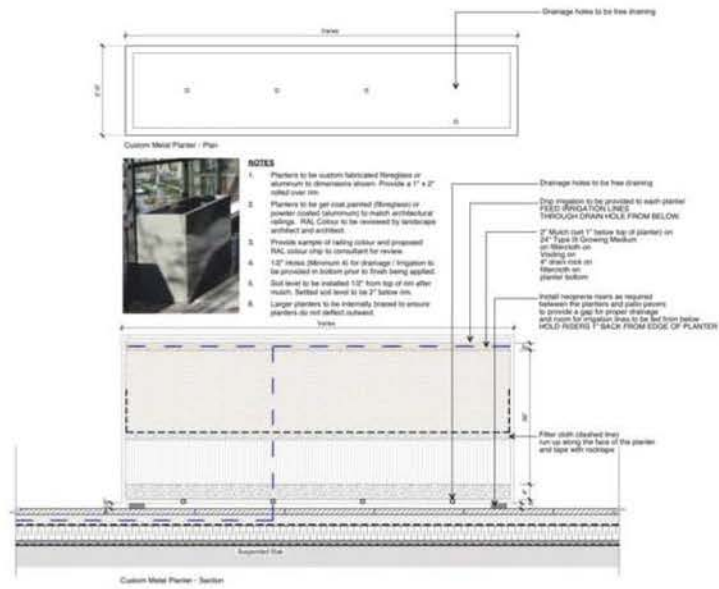 Drainage holes to be free draining
Varies
Custom Metal Planter - Plan
NOTES
1. Planters to be custom fabricated fibreglass or
aluminum to dimensions shown. Provide a 1" x 2"
rolled over rim
2. Planters to be gel coat painted (fibreglass) or
powder coated (aluminum) to match architectural
railings. RAL Colour to be reviewed by landscape
architect and architect.
3. Provide sample of railing colour and proposed
RAL colour chip to consultant for review.
4. 1/2" Holes (Minimum 4) for drainage / Irrigation to
be provided in bottom prior to finish being applied.
5. Soil level to be installed 1/2" from top of rim after
mulch. Settled soil level to be 2" below rim.
6. Larger planters to be internally braced to ensure
planters do not deflect outward.
Drainage holes to be free draining
Drip irrigation to be provided to each planter
FEED IRRIGATION LINES
THROUGH DRAIN HOLE FROM BELOW.
2" Mulch (set 1" below top of planter) on
24" Type III Growing Medium
on filtercloth on
Voiding on
4" drain rock on
filtercloth on
planter bottom
Install neoprene risers as required
between the planters and patio pavers
to provide a gap for proper drainage
and room for irrigation lines to be fed from below
HOLD RISERS 1" BACK FROM EDGE OF PLANTER
Varies
Filter cloth (dashed line)
run up along the face of the planter
and tape with
Suspended Slab
Custom Metal Planter - Section